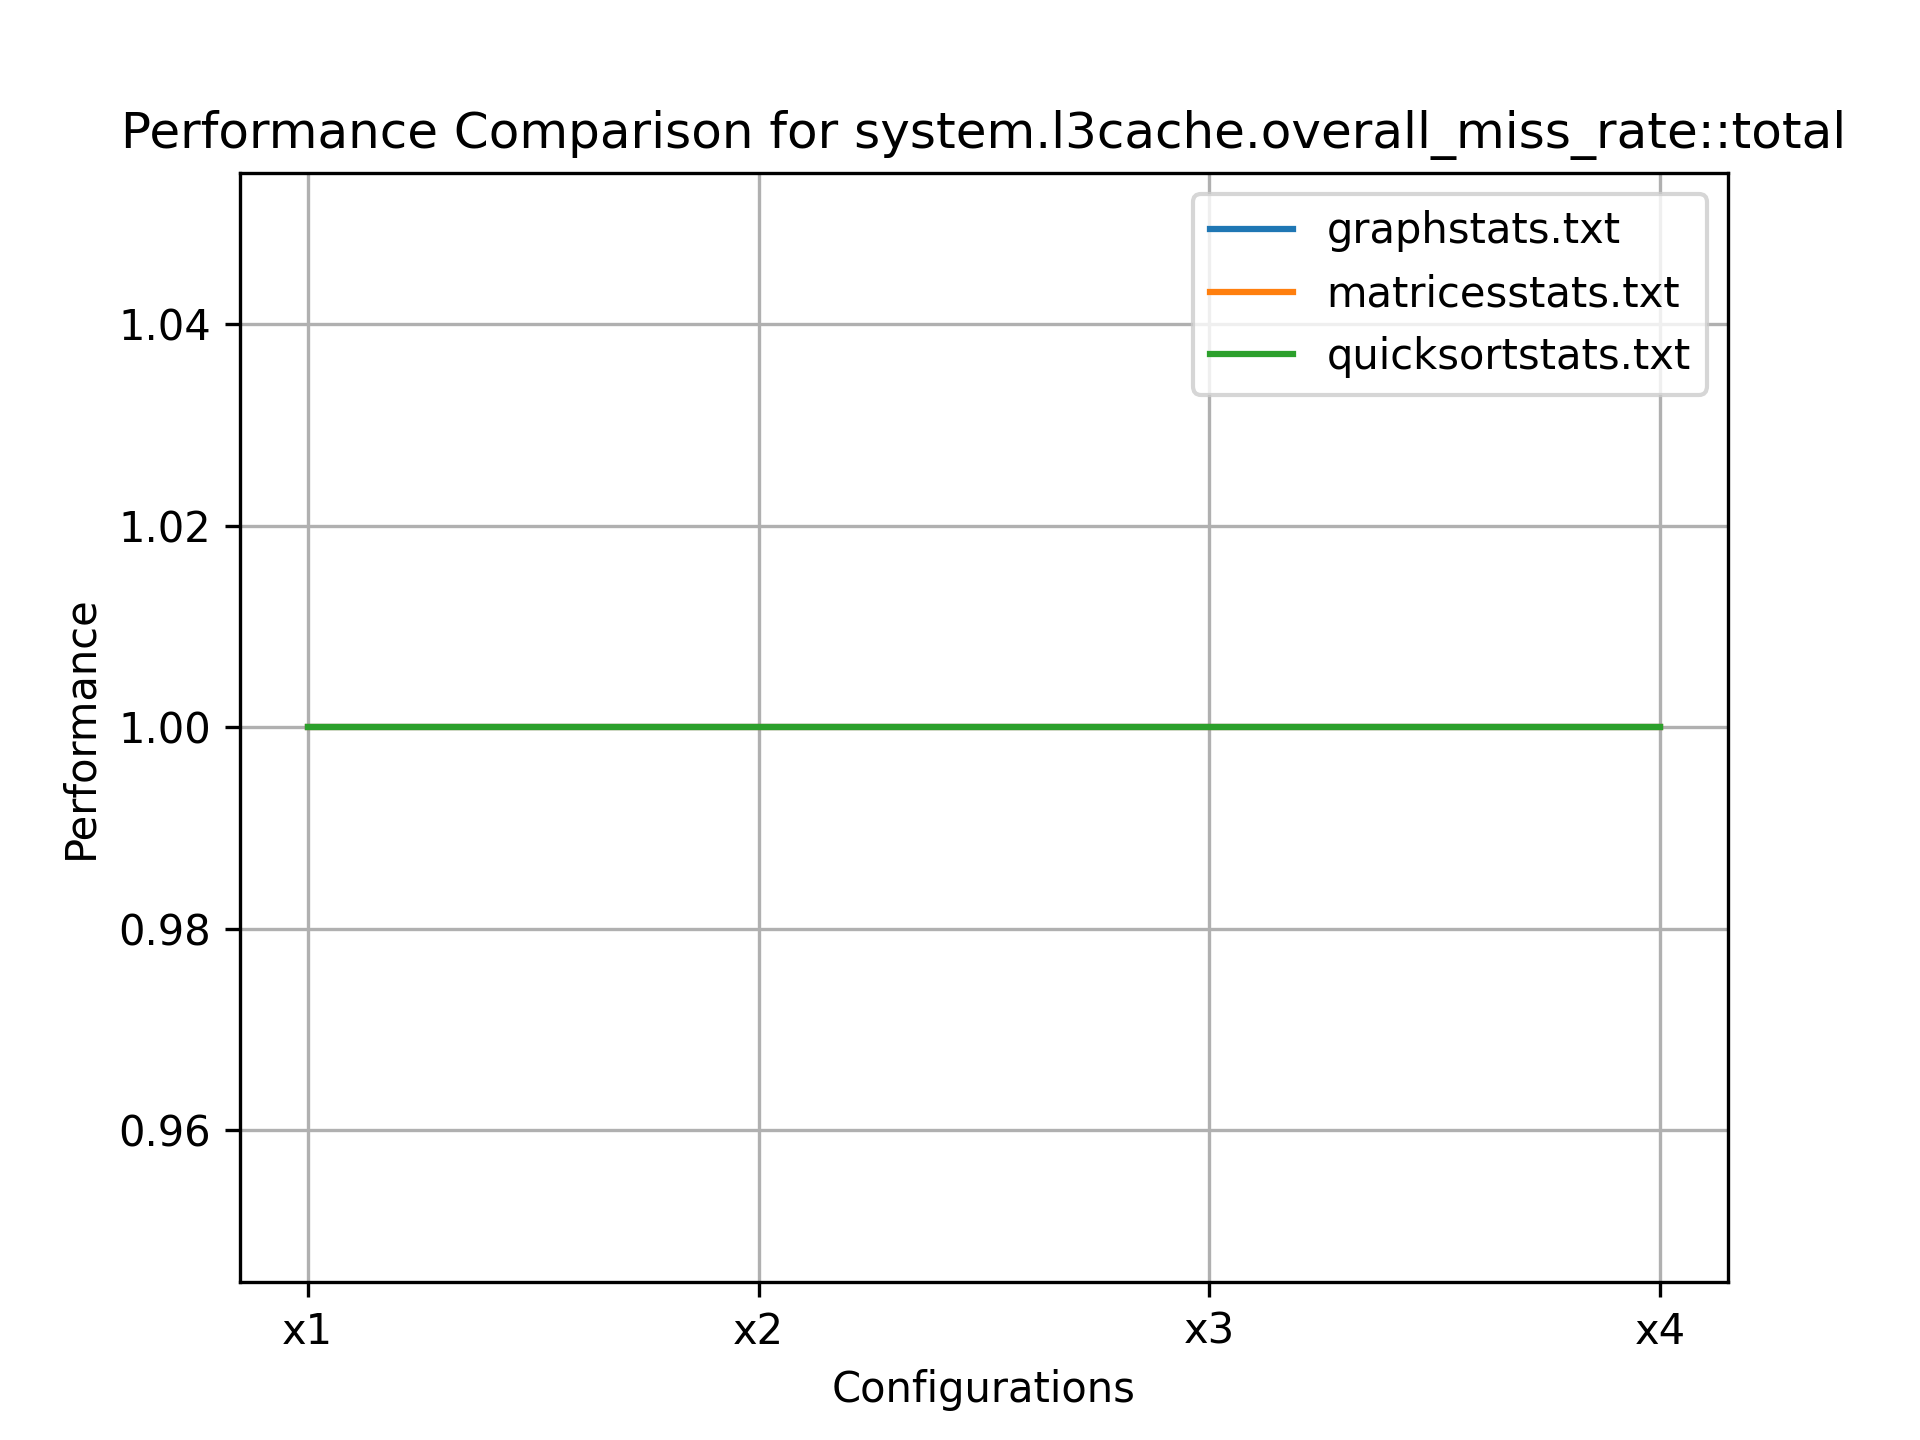 Performance Comparison for system.l3cache.overall_miss_rate::total
graphstats.txt
matricesstats.txt
quicksortstats.txt
1.04
1.02
1.00
0.98
0.96
Performance
x1 x2 x3 x4
Configurations